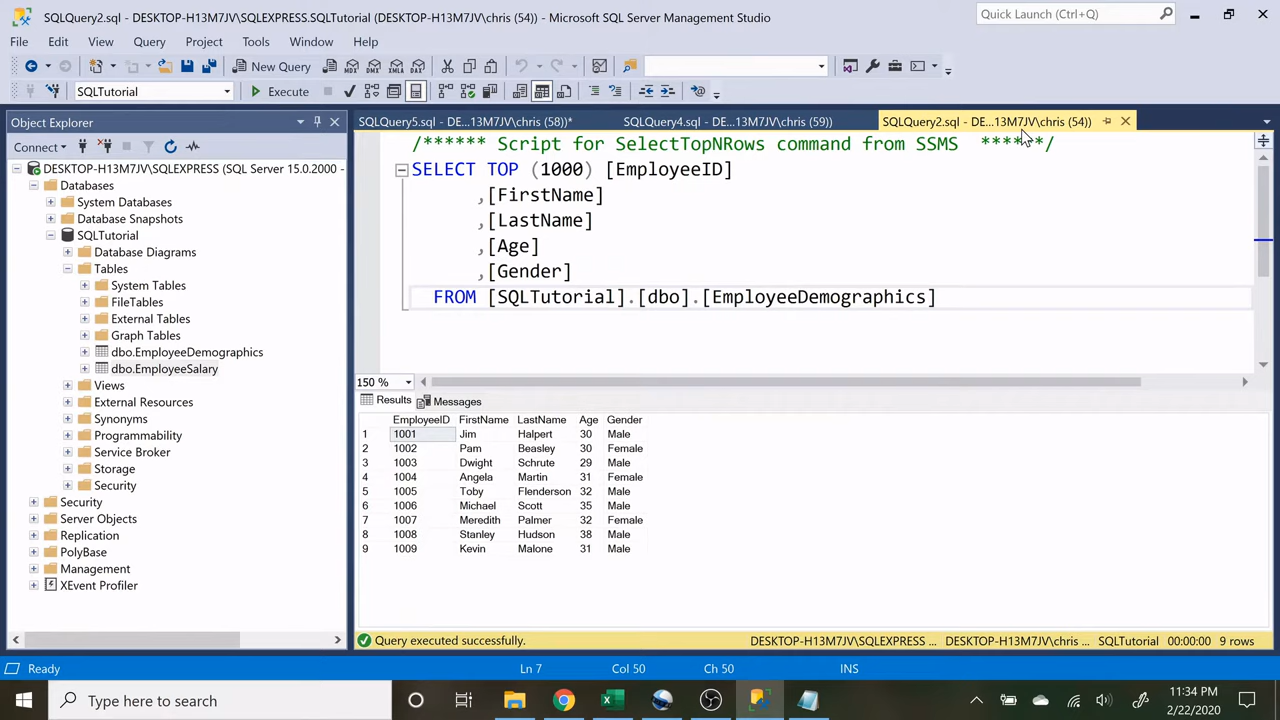 SQLQuery2.sql - DESKTOP-H13M7JV\SQLEXPRESS.SQLTutorial (DESKTOP-H13M7JV\chris (54)) - Microsoft SQL Server Management Studio
Quick Launch (Ctrl+Q)
File Edit View Query Project Tools Window Help
New Query MDX DMX XMLA DAX
SQLTutorial Execute
Object Explorer
Connect
DESKTOP-H13M7JV\SQLEXPRESS (SQL Server 15.0.2000 -
Databases
System Databases
Database Snapshots
SQLTutorial
Database Diagrams
Tables
System Tables
FileTables
External Tables
Graph Tables
dbo.EmployeeDemographics
dbo.EmployeeSalary
Views
External Resources
Synonyms
Programmability
Service Broker
Storage
Security
Security
Server Objects
Replication
PolyBase
Management
XEvent Profiler
SQLQuery5.sql - DE...13M7JV\chris (58))* SQLQuery4.sql - DE...13M7JV\chris (59)) SQLQuery2.sql - DE...13M7JV\chris (54))
/****** Script for SelectTopNRows command from SSMS ******/
SELECT TOP (1000) [EmployeeID]
,[FirstName]
,[LastName]
,[Age]
,[Gender]
FROM [SQLTutorial].[dbo].[EmployeeDemographics]
150 %
Results Messages
EmployeeID FirstName LastName Age Gender
1 1001 Jim Halpert 30 Male
2 1002 Pam Beasley 30 Female
3 1003 Dwight Schrute 29 Male
4 1004 Angela Martin 31 Female
5 1005 Toby Flenderson 32 Male
6 1006 Michael Scott 35 Male
7 1007 Meredith Palmer 32 Female
8 1008 Stanley Hudson 38 Male
9 1009 Kevin Malone 31 Male
Query executed successfully. DESKTOP-H13M7JV\SQLEXPRESS ... DESKTOP-H13M7JV\chris ... SQLTutorial 00:00:00 9 rows
Ready Ln 7 Col 50 Ch 50 INS
Type here to search
11:34 PM
2/22/2020